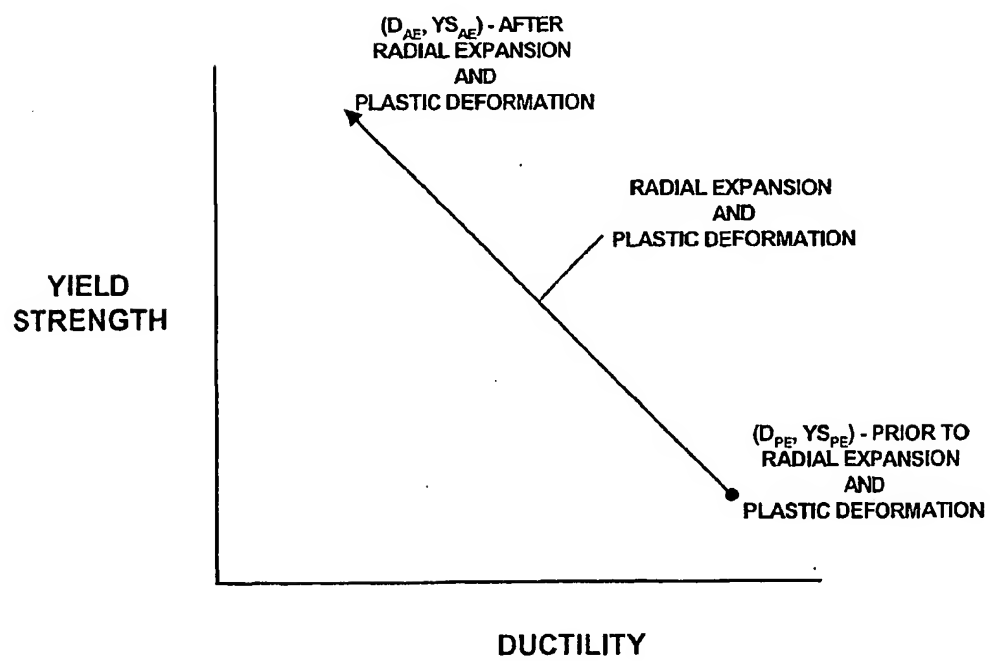 (D_AE, YS_AE) - AFTER
RADIAL EXPANSION
AND
PLASTIC DEFORMATION
RADIAL EXPANSION
AND
PLASTIC DEFORMATION
YIELD
STRENGTH
(D_PE, YS_PE) - PRIOR TO
RADIAL EXPANSION
AND
PLASTIC DEFORMATION
DUCTILITY